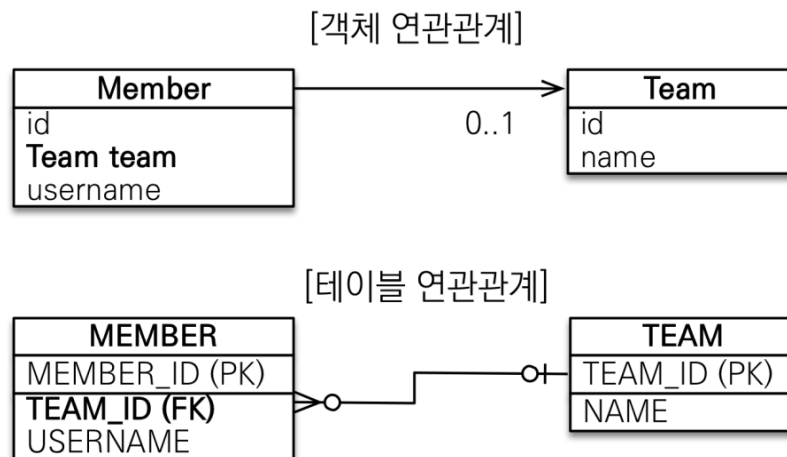 [객체 연관관계]
Member
id
Team team
username
0..1
Team
id
name
[테이블 연관관계]
MEMBER
MEMBER_ID (PK)
TEAM_ID (FK)
USERNAME
TEAM
TEAM_ID (PK)
NAME